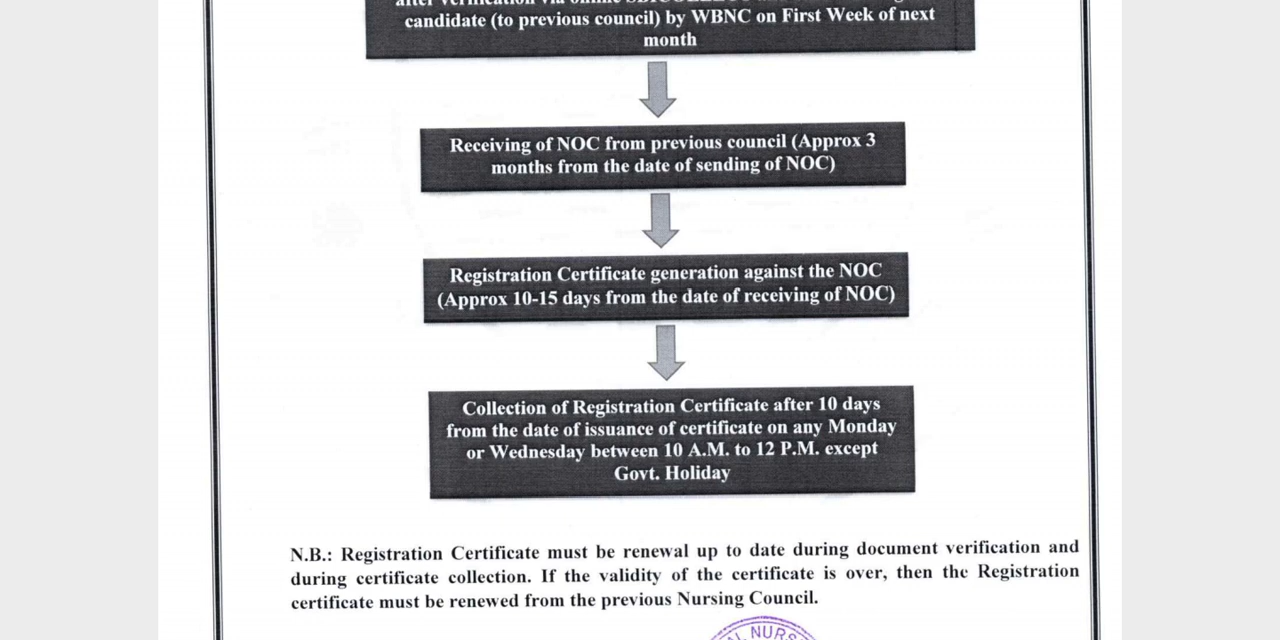 candidate (to previous council) by WBNC on First Week of next
month
Receiving of NOC from previous council (Approx 3
months from the date of sending of NOC)
Registration Certificate generation against the NOC
(Approx 10-15 days from the date of receiving of NOC)
Collection of Registration Certificate after 10 days
from the date of issuance of certificate on any Monday
or Wednesday between 10 A.M. to 12 P.M. except
Govt. Holiday
N.B.: Registration Certificate must be renewal up to date during document verification and
during certificate collection. If the validity of the certificate is over, then the Registration
certificate must be renewed from the previous Nursing Council.